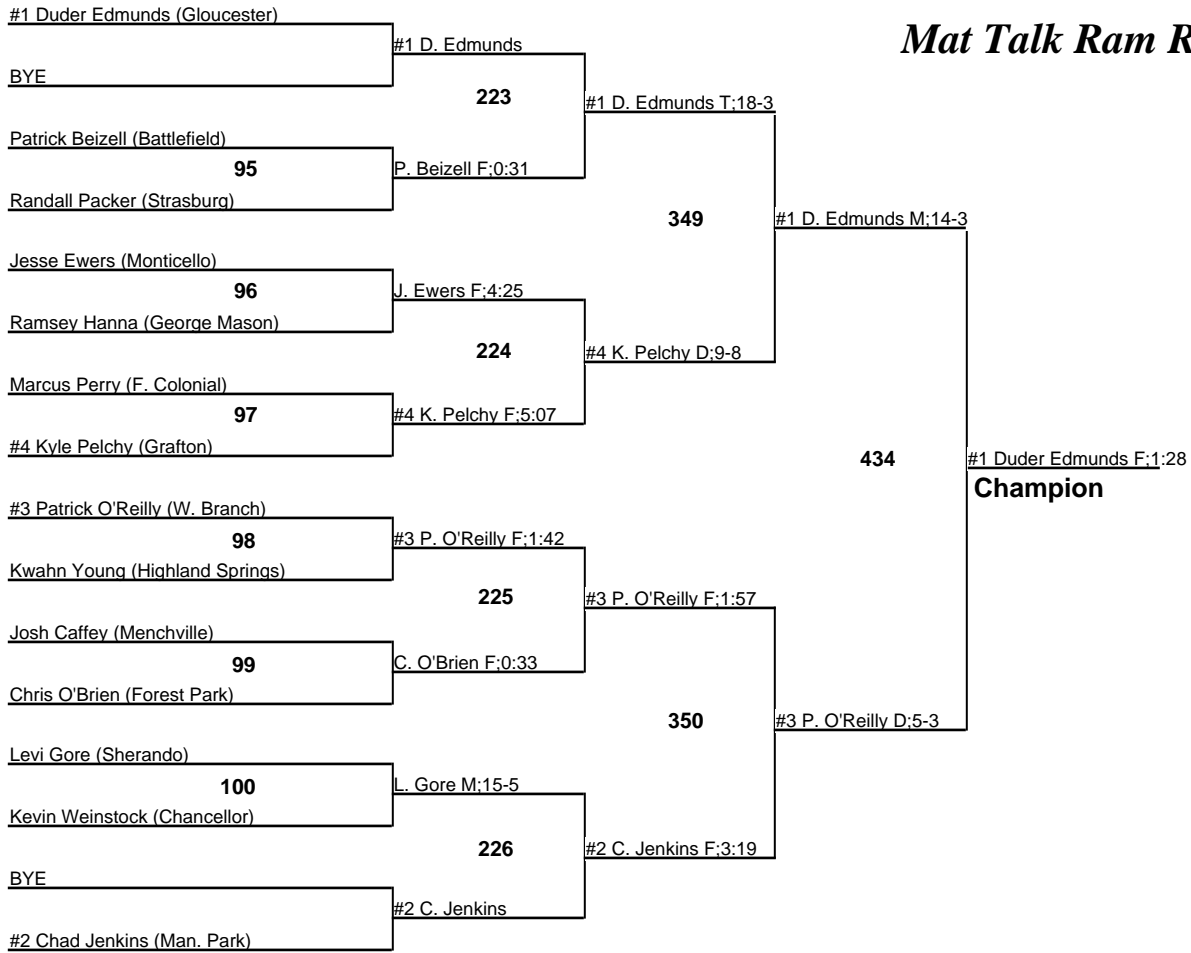 #1 Duder Edmunds (Gloucester)
Mat Talk Ram R
#1 D. Edmunds
BYE
223
#1 D. Edmunds T;18-3
Patrick Beizell (Battlefield)
95
P. Beizell F;0:31
Randall Packer (Strasburg)
349
#1 D. Edmunds M;14-3
Jesse Ewers (Monticello)
96
J. Ewers F;4:25
Ramsey Hanna (George Mason)
224
#4 K. Pelchy D;9-8
Marcus Perry (F. Colonial)
97
#4 K. Pelchy F;5:07
#4 Kyle Pelchy (Grafton)
434
#1 Duder Edmunds F;1:28
Champion
#3 Patrick O'Reilly (W. Branch)
98
#3 P. O'Reilly F;1:42
Kwahn Young (Highland Springs)
225
#3 P. O'Reilly F;1:57
Josh Caffey (Menchville)
99
C. O'Brien F;0:33
Chris O'Brien (Forest Park)
350
#3 P. O'Reilly D;5-3
Levi Gore (Sherando)
100
L. Gore M;15-5
Kevin Weinstock (Chancellor)
226
#2 C. Jenkins F;3:19
BYE
#2 C. Jenkins
#2 Chad Jenkins (Man. Park)